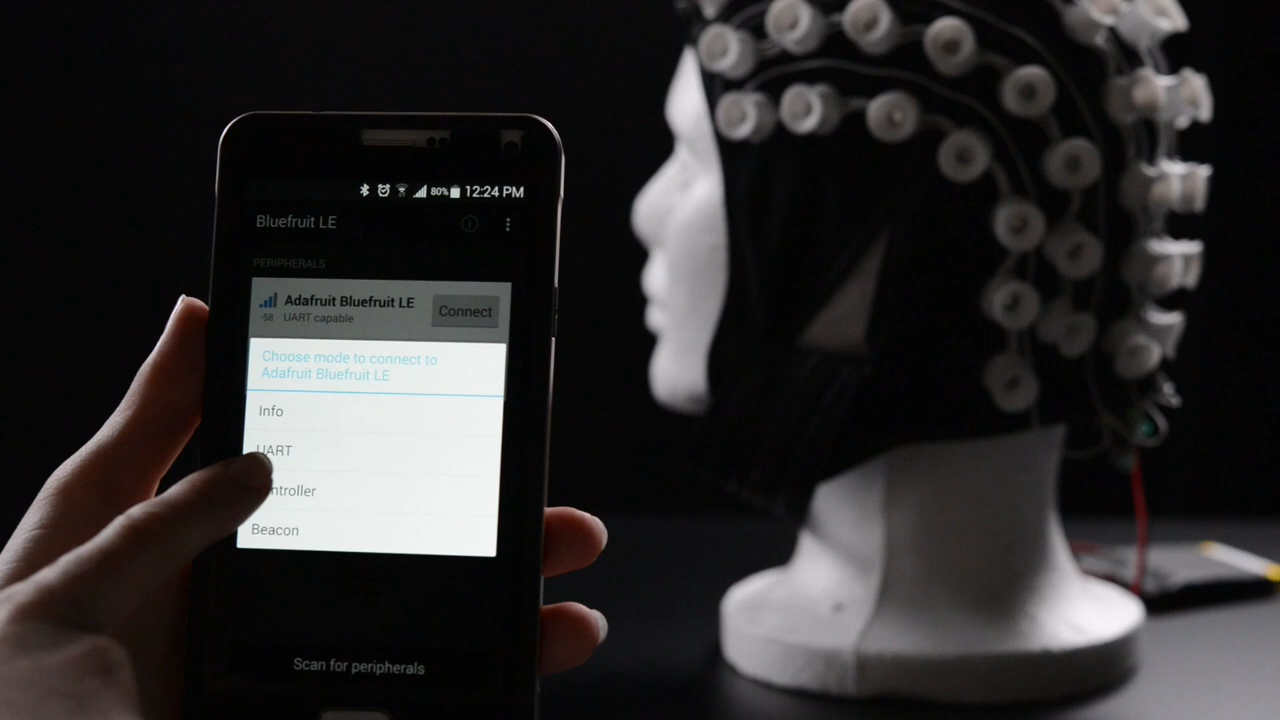 80% 12:24 PM
Bluefruit LE
PERIPHERALS
Adafruit Bluefruit LE
-58 UART capable
Connect
Choose mode to connect to
Adafruit Bluefruit LE
Info
UART
ntroller
Beacon
Scan for peripherals